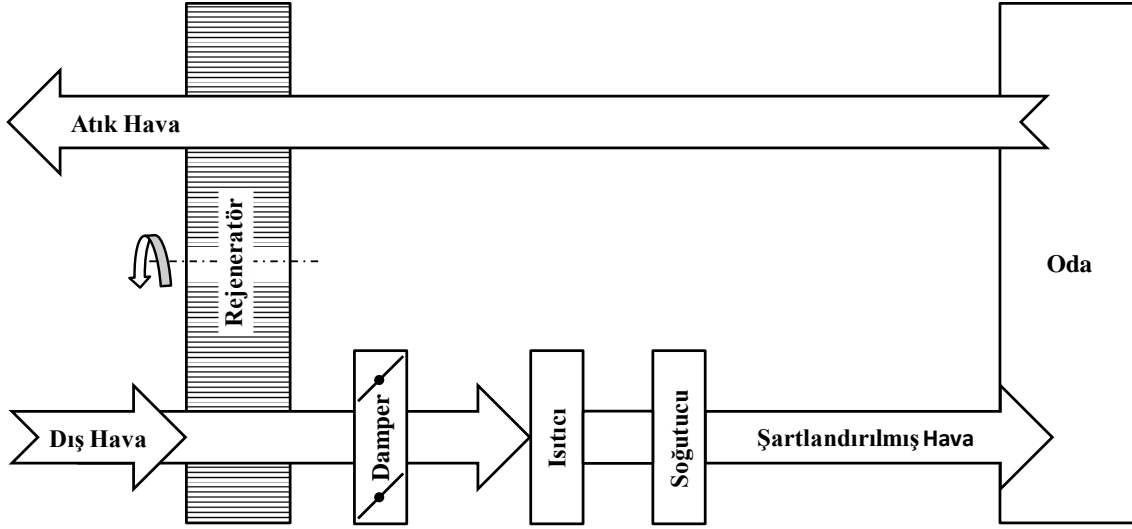 Atık Hava
Rejeneratör
Oda
Dış Hava
Damper
Isıtıcı
Soğutucu
Şartlandırılmış Hava